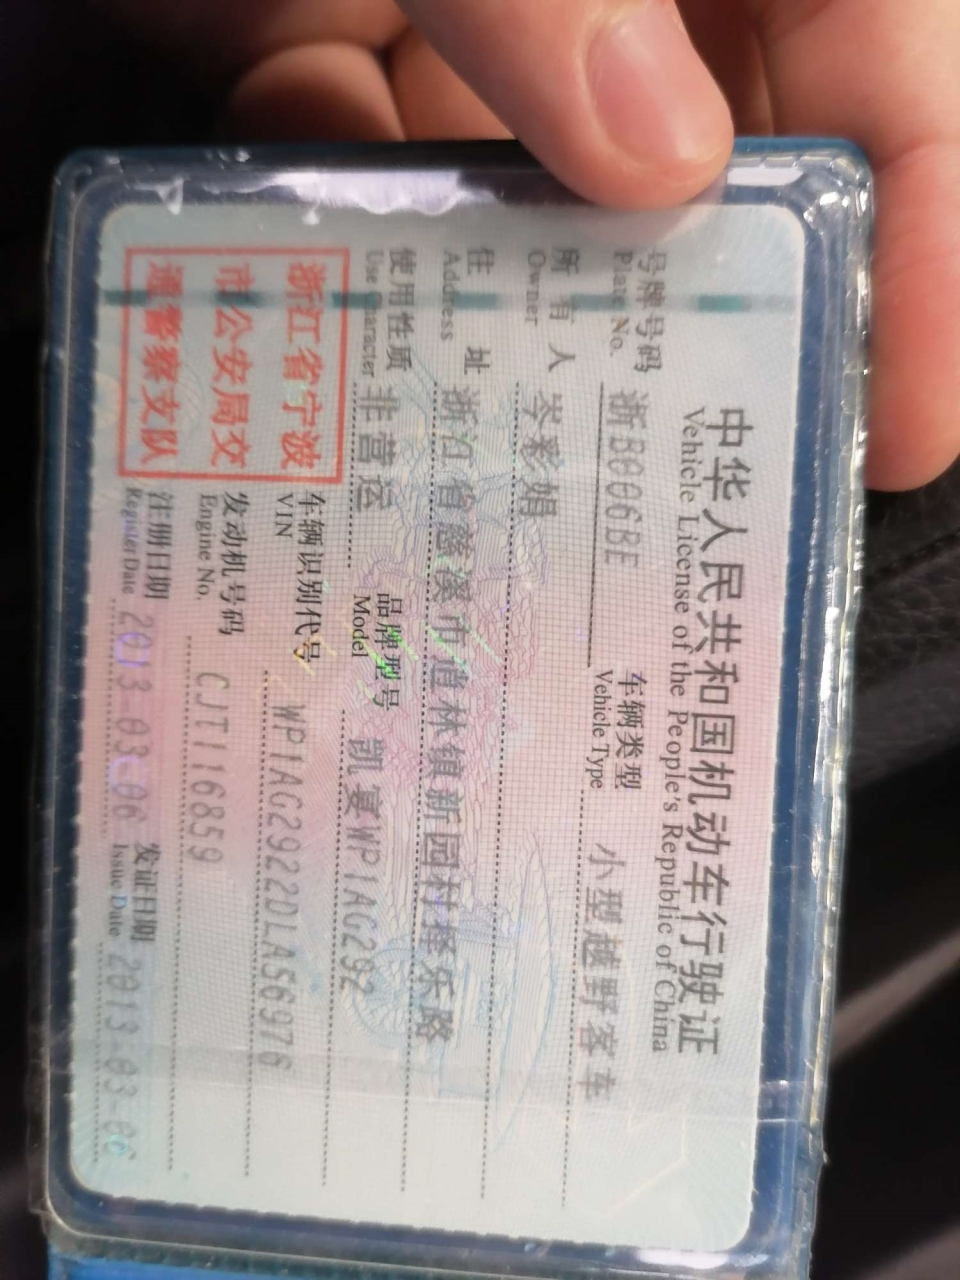 中华人民共和国机动车行驶证
Vehicle License of the People's Republic of China
号牌号码 浙B006BE 车辆类型 小型越野客车
Plate No. Vehicle Type
所有人 岑彩娟
Owner
住址 浙江省慈溪市逍林镇新园村择乐路
Address
使用性质 非营运 品牌型号 凯宴WP1AG292
Use Character Model
浙江省宁波
市公安局交
通警察支队
车辆识别代号 WP1AG2922DLA56976
VIN
发动机号码 CJT116859
Engine No.
注册日期 2013-03-06 发证日期 2013-03-06
Register Date Issue Date